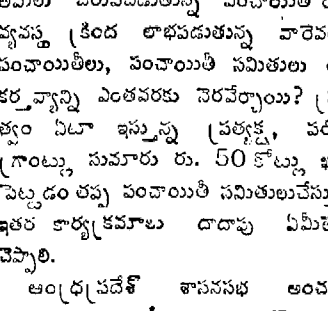 వ్యవస్థ క్రింద లాభపడుతున్న వారెవ
పంచాయితీలు, పంచాయితీ సమితులు
కర్తవ్యాన్ని ఎంతవరకు నెరవేర్చాయి?
త్వం ఏటా ఇస్తున్న ప్రత్యక్ష, పర
గ్రాంట్లు సుమారు రు. 50 కోట్లు ఖ
పెట్టడం తప్ప పంచాయితీ సమితులుచేస్తు
ఇతర కార్యక్రమాలు దాదాపు ఏమీలే
చెప్పాలి.
ఆంధ్రప్రదేశ్ శాసనసభ అంచ